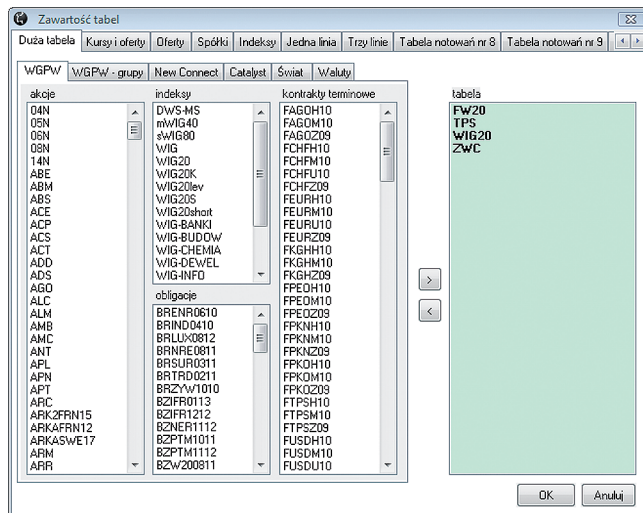 Zawartość tabel
Duża tabela Kursy i oferty Oferty Spółki Indeksy Jedna linia Trzy linie Tabela notowań nr 8 Tabela notowań nr 9
WGPW WGPW - grupy New Connect Catalyst Świat Waluty
akcje
04N
05N
06N
08N
14N
ABE
ABM
ABS
ACE
ACP
ACS
ACT
ADD
ADS
AGO
ALC
ALM
AMB
AMC
ANT
APL
APN
APT
ARC
ARK2FRN15
ARKAFRN12
ARKASWE17
ARM
ARR
indeksy
DWS-MS
mWIG40
sWIG80
WIG
WIG20
WIG20K
WIG20lev
WIG20S
WIG20short
WIG-BANKI
WIG-BUDOW
WIG-CHEMIA
WIG-DEWEL
WIG-INFO
obligacje
BRENR0610
BRIND0410
BRLUX0812
BRNRE0811
BRSUR0311
BRTRD0211
BRZYW1010
BZIFR0113
BZIFR1212
BZNER1112
BZPTM1011
BZPTM1112
BZW200811
kontrakty terminowe
FAGOH10
FAGOM10
FAGOZ09
FCHFH10
FCHFM10
FCHFU10
FCHFZ09
FEURH10
FEURM10
FEURU10
FEURZ09
FKGHH10
FKGHM10
FKGHZ09
FPEOH10
FPEOM10
FPEOZ09
FPKNH10
FPKNM10
FPKNZ09
FPKOH10
FPKOM10
FPKOZ09
FTPSH10
FTPSM10
FTPSZ09
FUSDH10
FUSDM10
FUSDU10
>
<
tabela
FW20
TPS
WIG20
ZWC
OK Anuluj